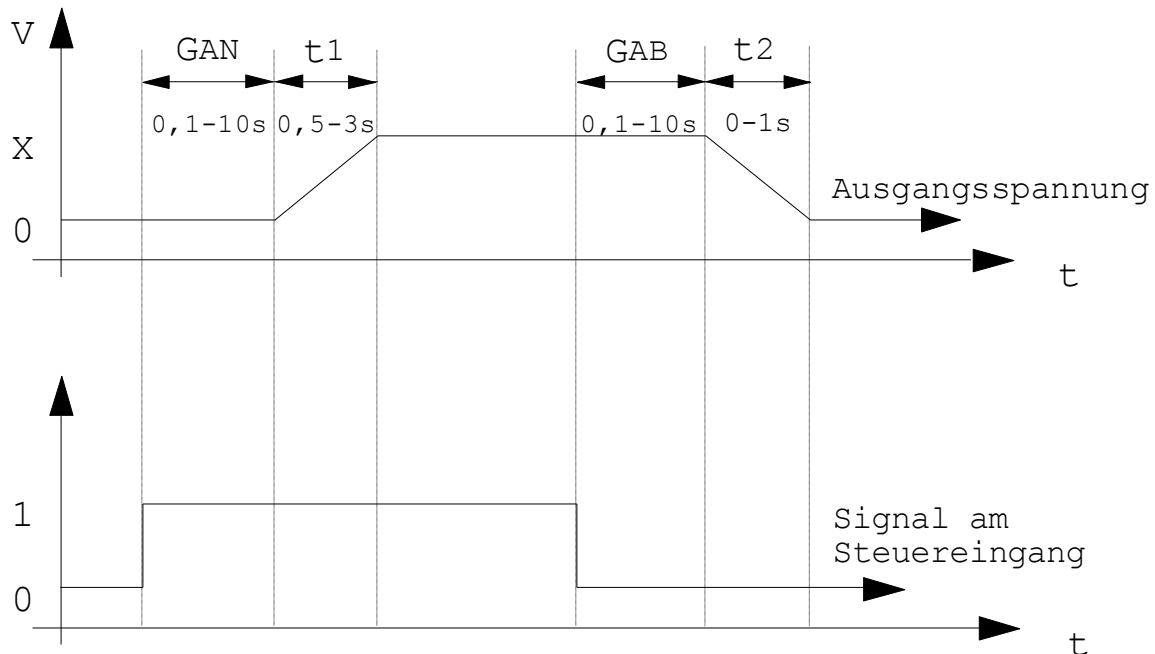 V
GAN
t1
GAB
t2
0,1-10s
0,5-3s
0,1-10s
0-1s
X
Ausgangsspannung
0
t
1
Signal am
Steuereingang
0
t